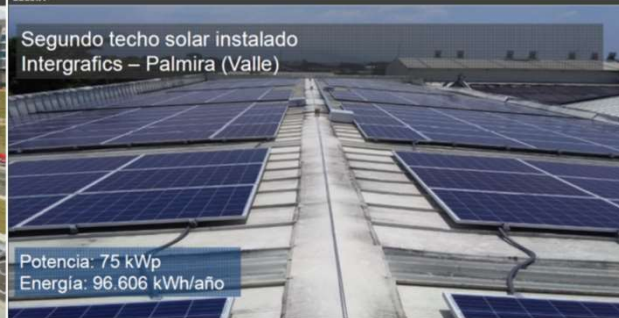 Segundo techo solar instalado
Intergrafics – Palmira (Valle)
Potencia: 75 kWp
Energía: 96.606 kWh/año